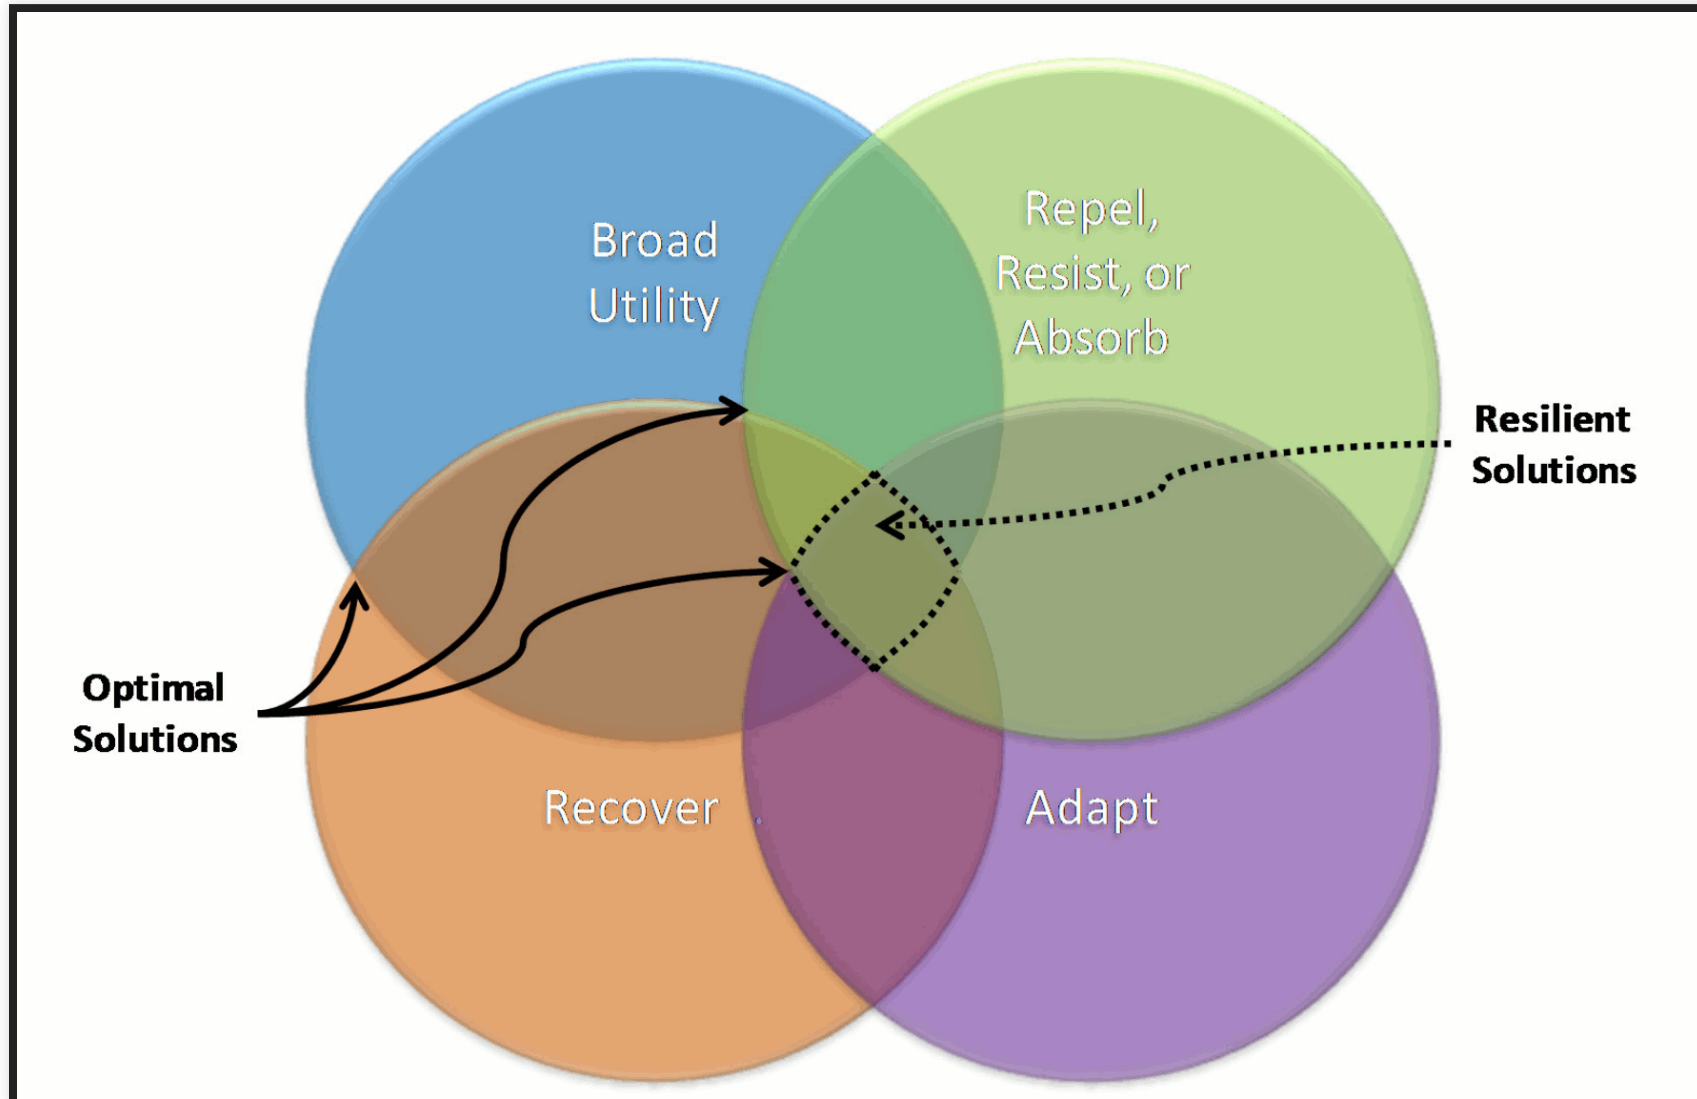 Broad
Utility
Repel,
Resist, or
Absorb
Resilient
Solutions
Optimal
Solutions
Recover
Adapt